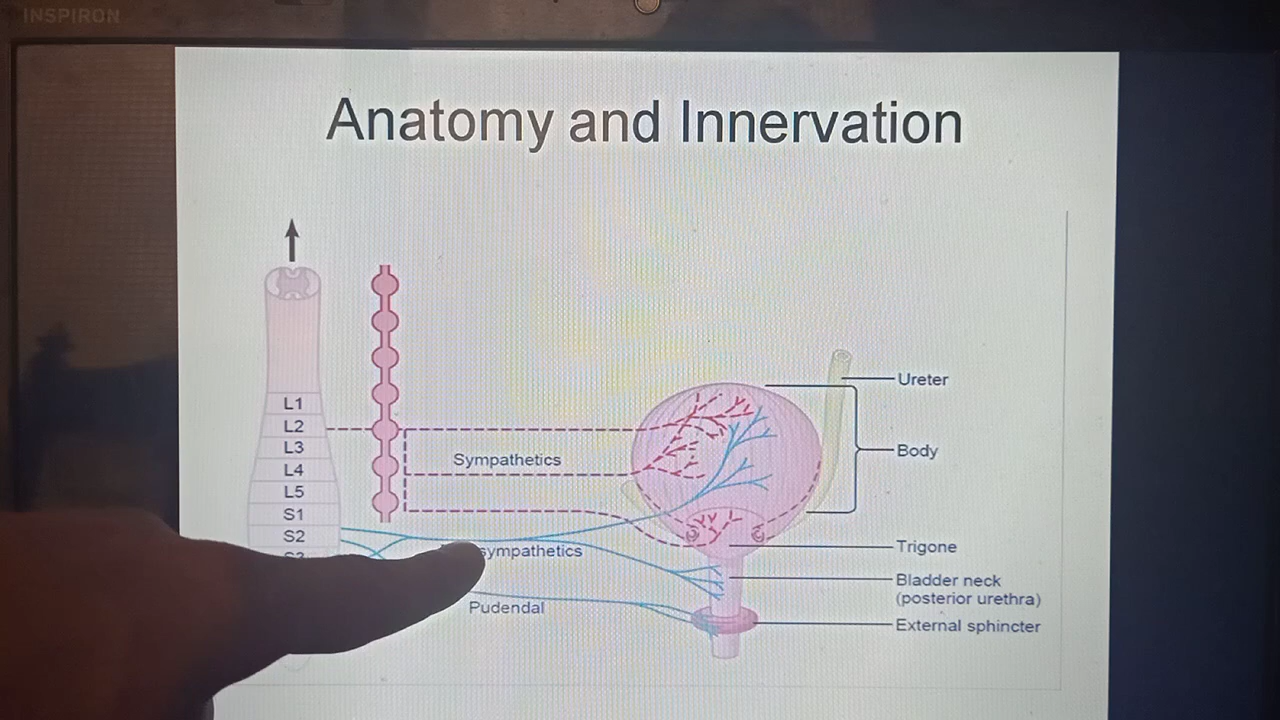 INSPIRON
Anatomy and Innervation
L1
L2
L3
L4
L5
S1
S2
Sympathetics
sympathetics
Pudendal
Ureter
Body
Trigone
Bladder neck
(posterior urethra)
External sphincter